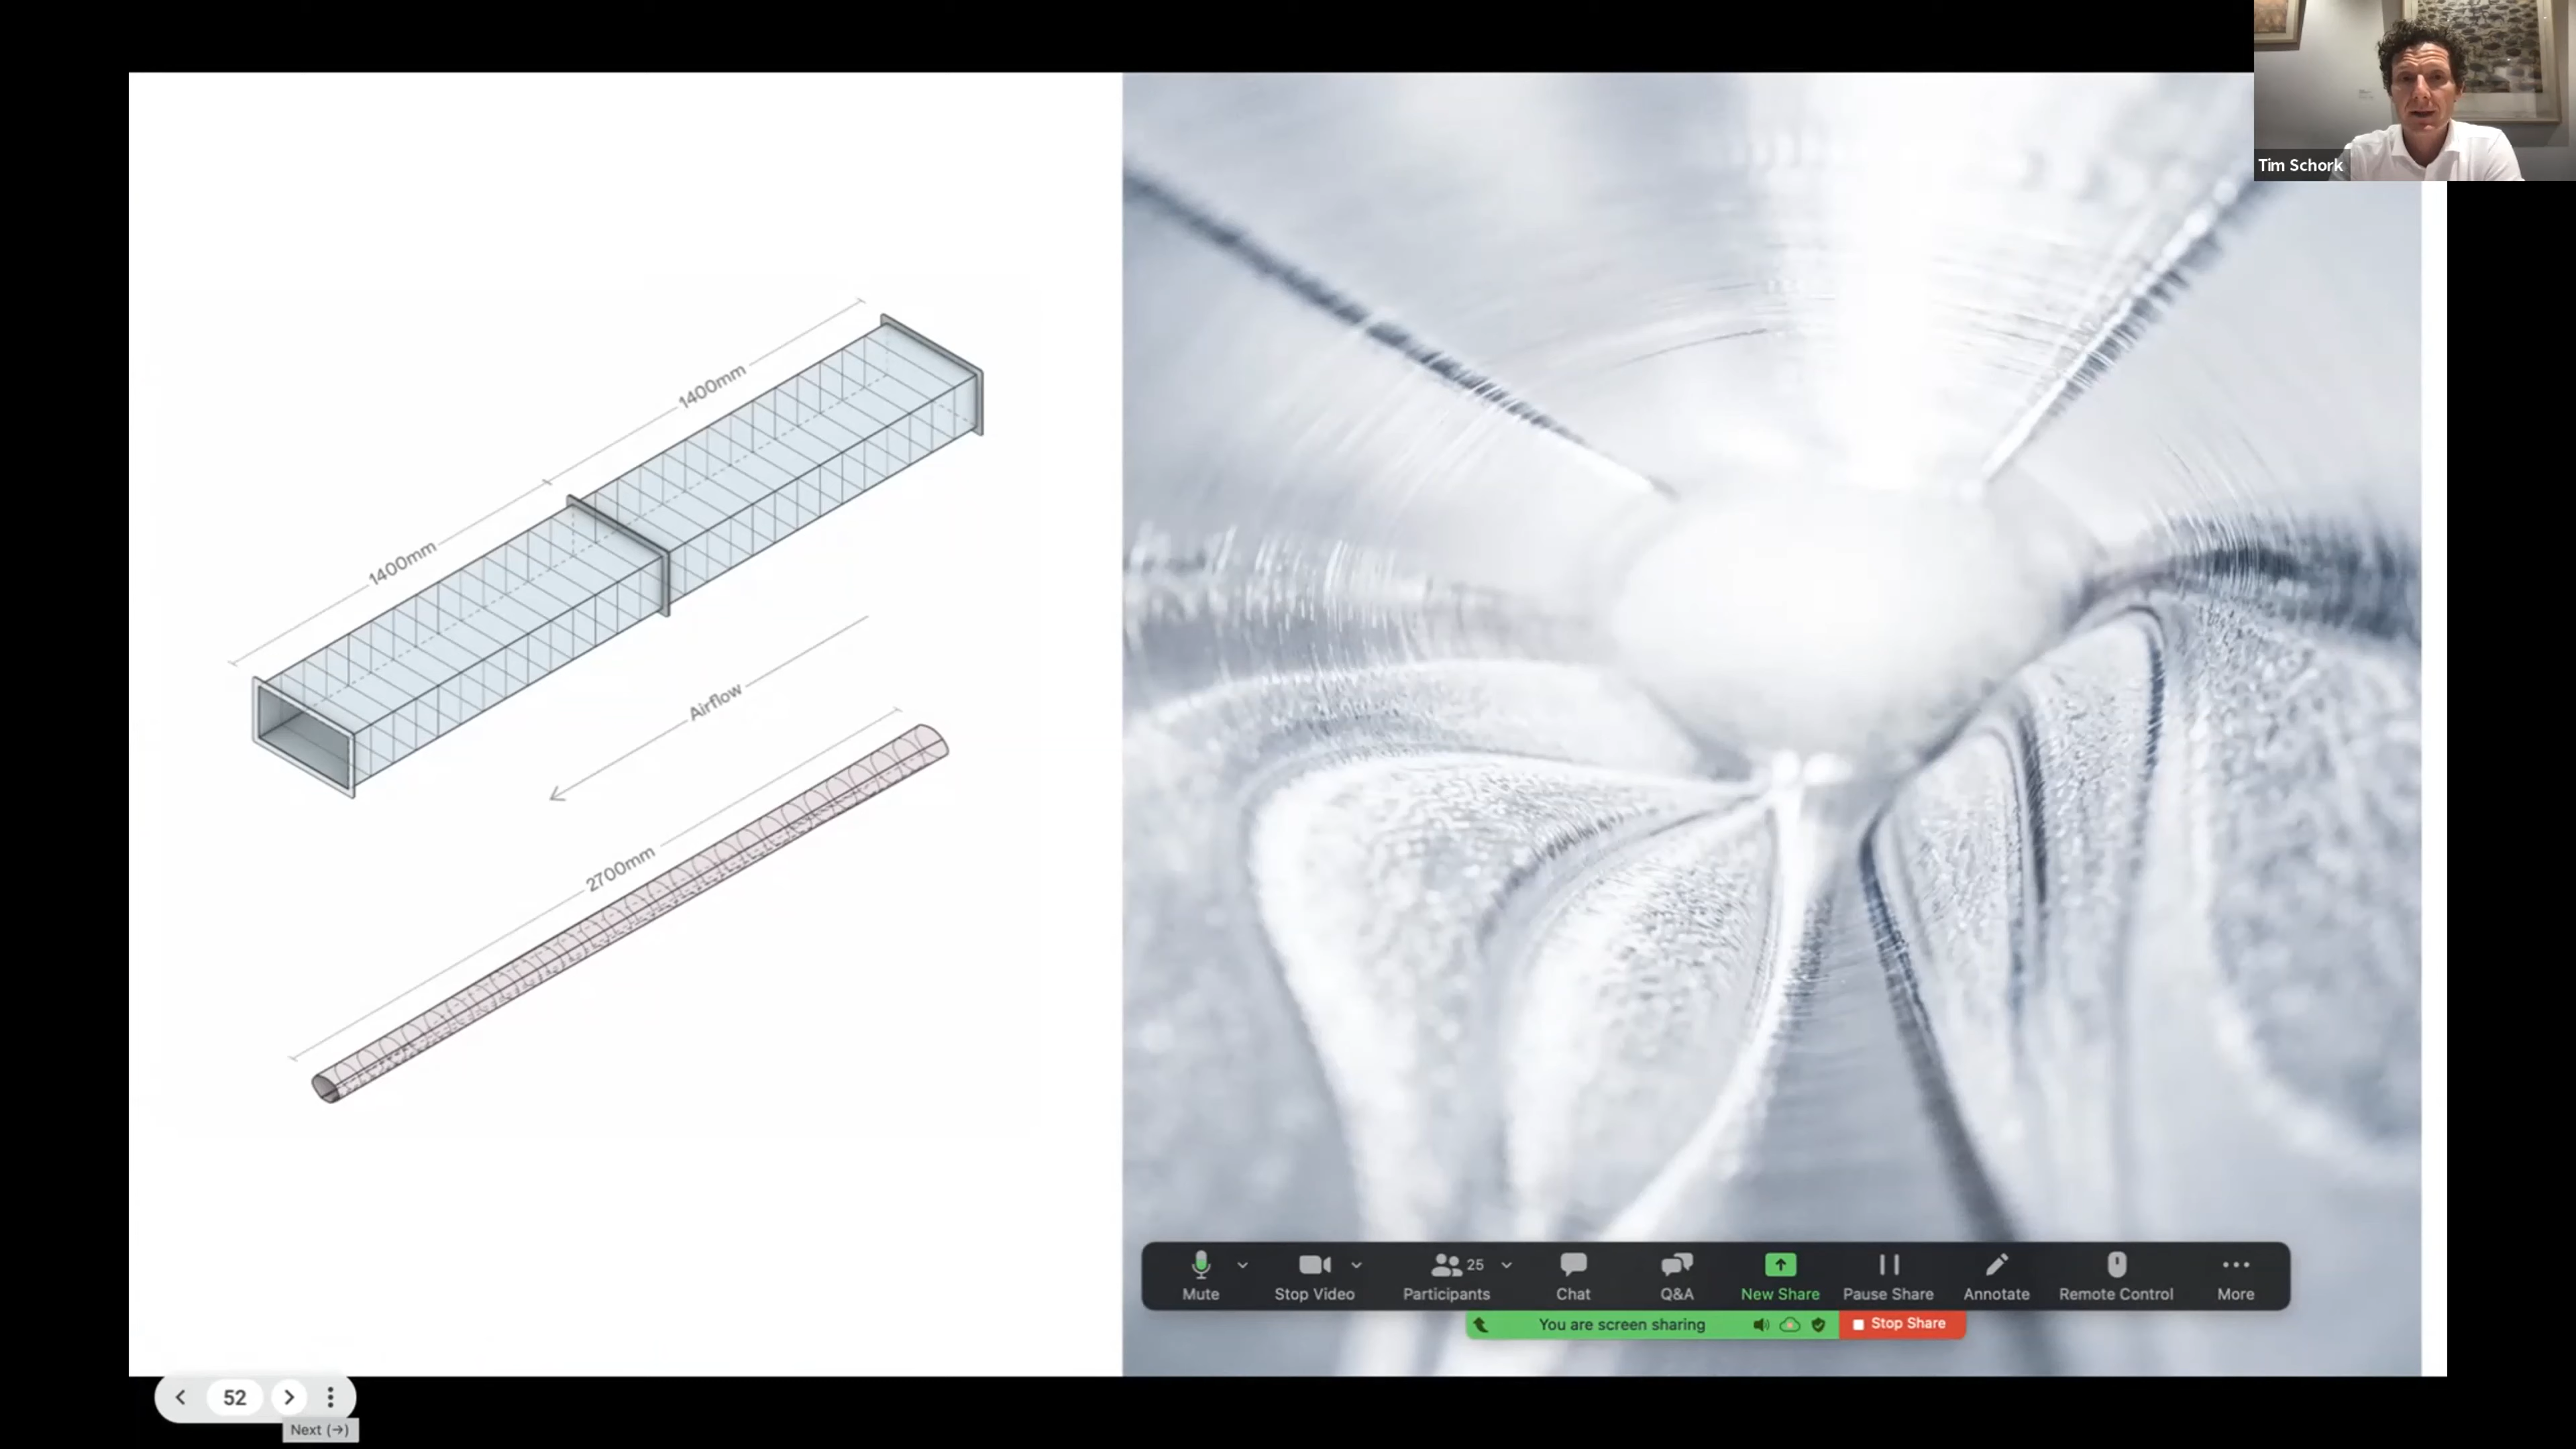 Tim Schork
1400mm
1400mm
Airflow
2700mm
25
Mute
Stop Video
Participants
Chat
Q&A
New Share
Pause Share
Annotate
Remote Control
More
You are screen sharing
Stop Share
52
Next (→)